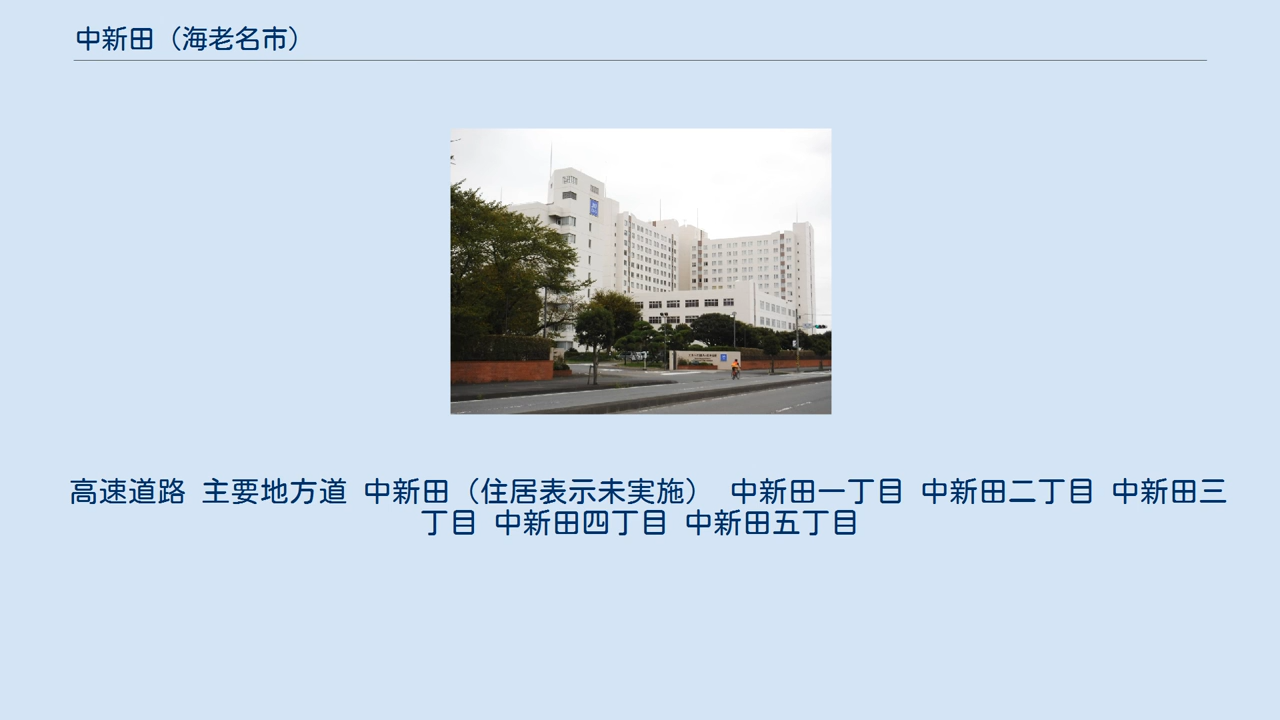 中新田（海老名市）
高速道路 主要地方道 中新田（住居表示未実施） 中新田一丁目 中新田二丁目 中新田三
丁目 中新田四丁目 中新田五丁目